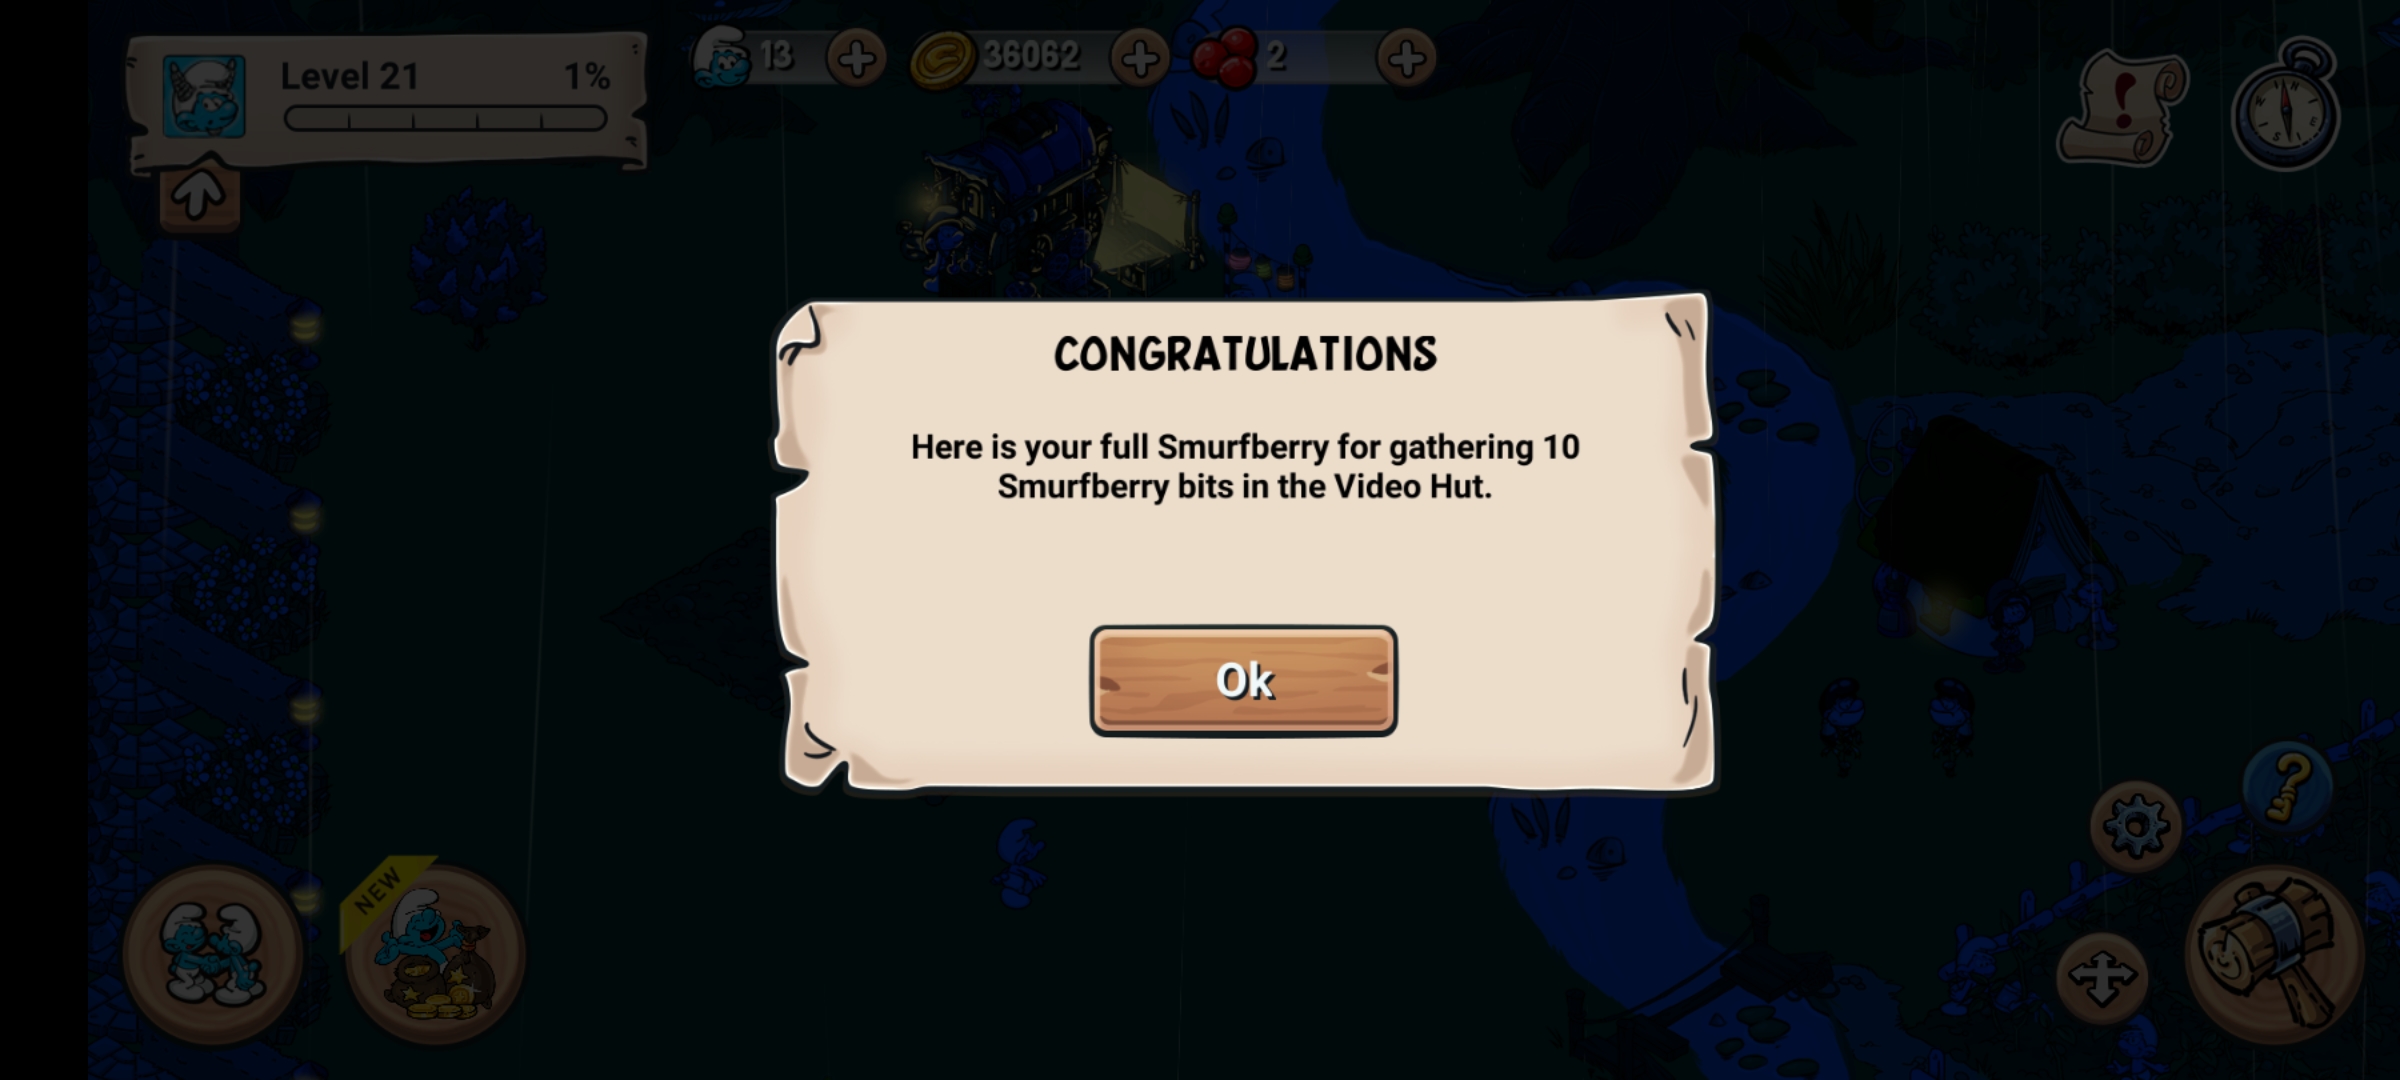 Level 21
1%
13
36062
2
CONGRATULATIONS
Here is your full Smurfberry for gathering 10
Smurfberry bits in the Video Hut.
Ok
NEW